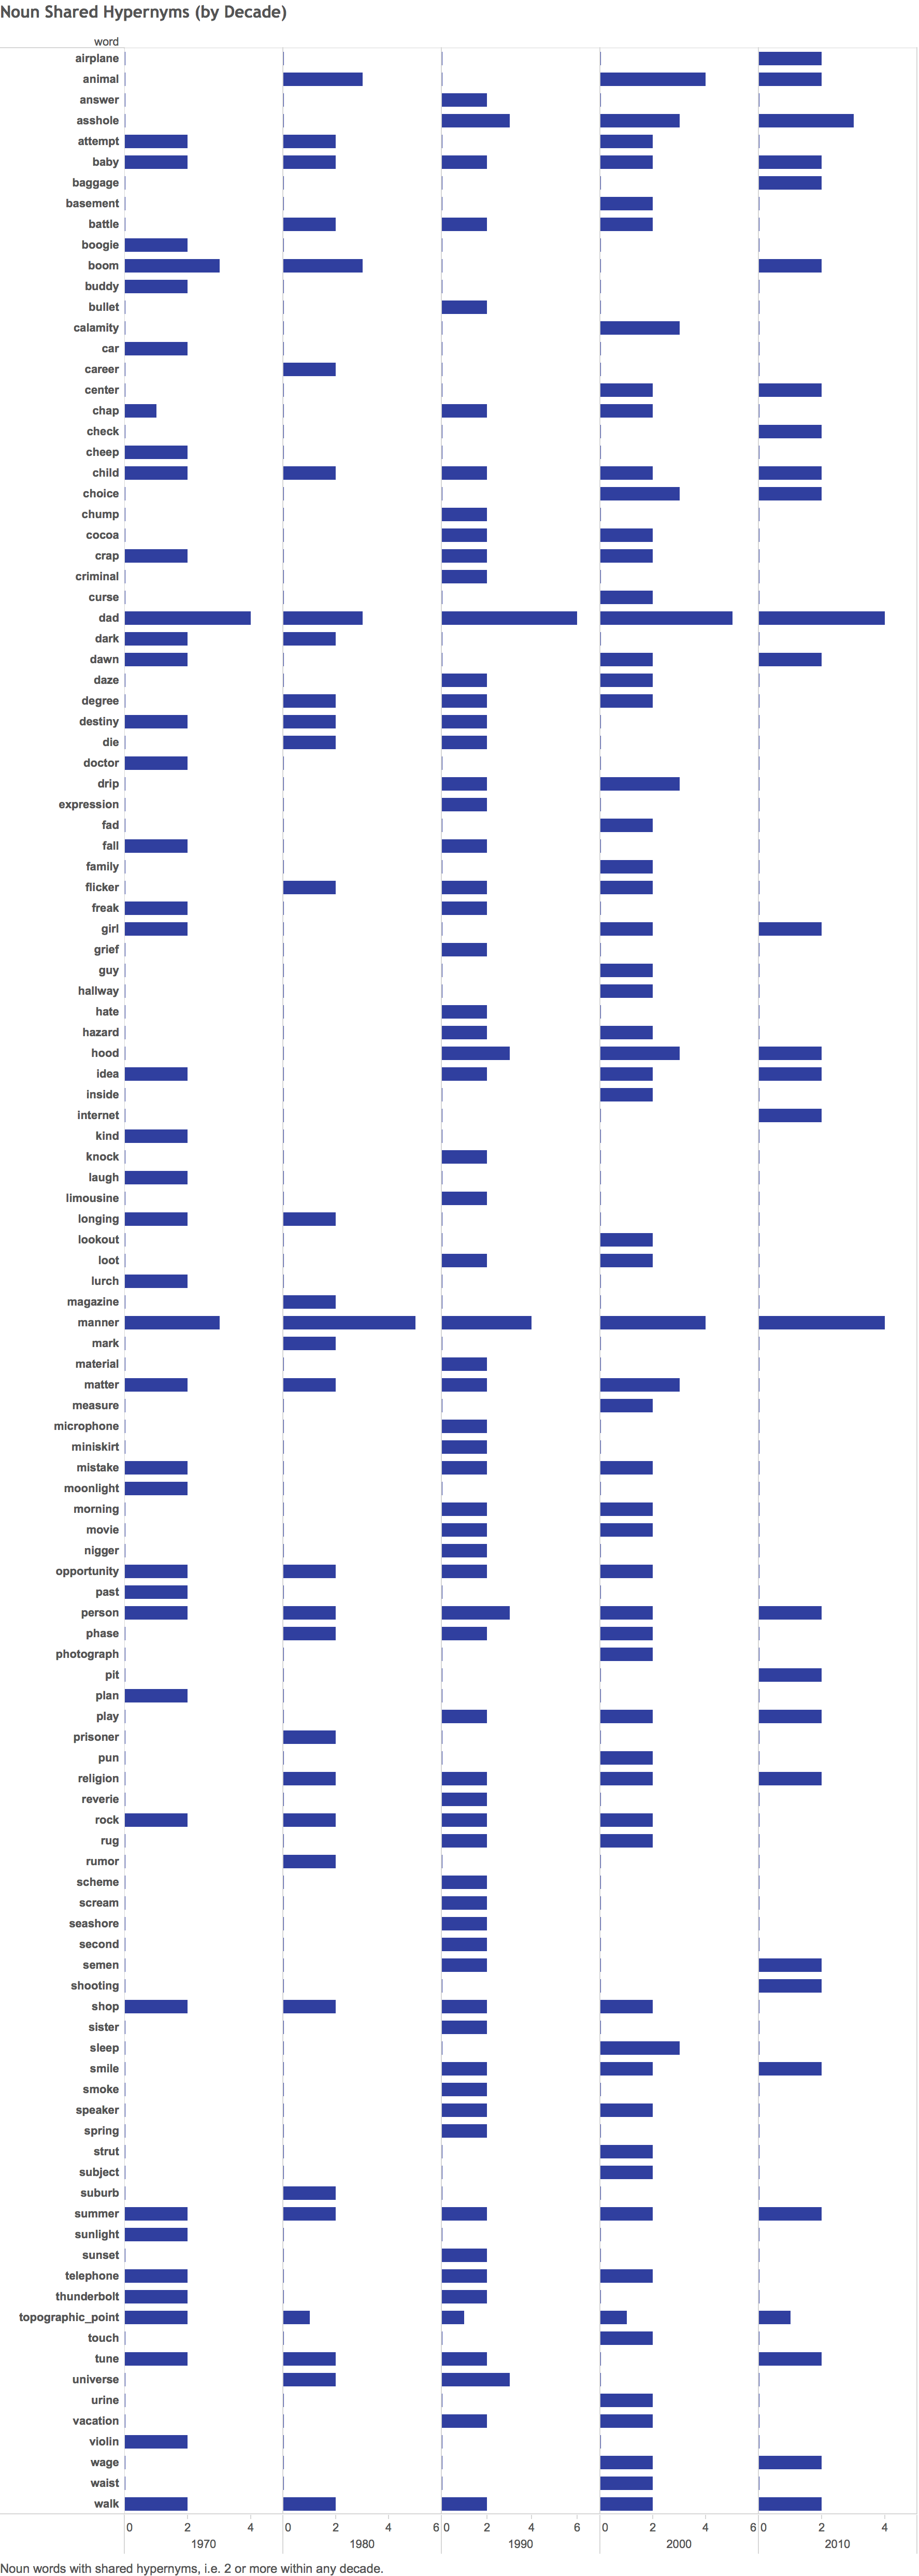 Noun Shared Hypernyms (by Decade)
word
airplane
animal
answer
asshole
attempt
baby
baggage
basement
battle
boogie
boom
buddy
bullet
calamity
car
career
center
chap
check
cheep
child
choice
chump
cocoa
crap
criminal
curse
dad
dark
dawn
daze
degree
destiny
die
doctor
drip
expression
fad
fall
family
flicker
freak
girl
grief
guy
hallway
hate
hazard
hood
idea
inside
internet
kind
knock
laugh
limousine
longing
lookout
loot
lurch
magazine
manner
mark
material
matter
measure
microphone
miniskirt
mistake
moonlight
morning
movie
nigger
opportunity
past
person
phase
photograph
pit
plan
play
prisoner
pun
religion
reverie
rock
rug
rumor
scheme
scream
seashore
second
semen
shooting
shop
sister
sleep
smile
smoke
speaker
spring
strut
subject
suburb
summer
sunlight
sunset
telephone
thunderbolt
topographic_point
touch
tune
universe
urine
vacation
violin
wage
waist
walk
0 2 4 0 2 4 6 0 2 4 6 0 2 4 6 0 2 4
1970 1980 1990 2000 2010
Noun words with shared hypernyms, i.e. 2 or more within any decade.